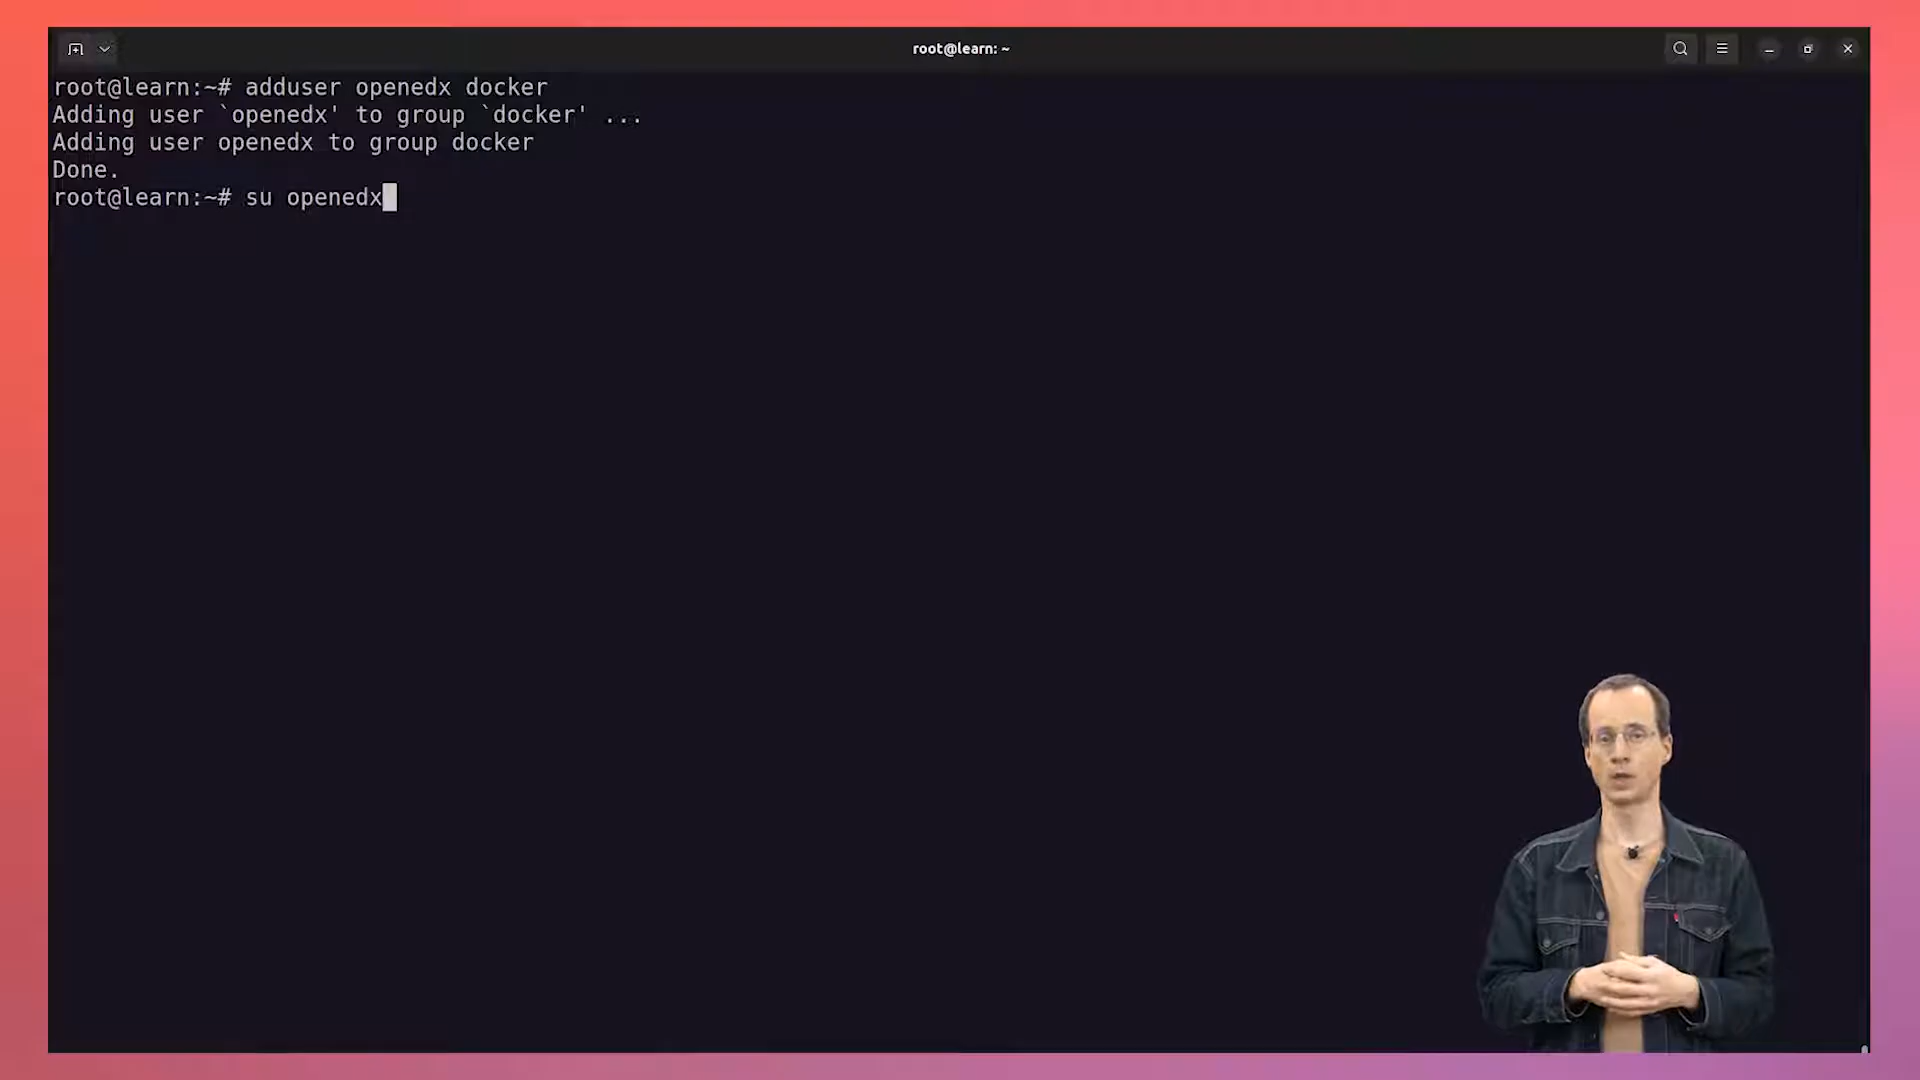 root@learn: ~
root@learn:~# adduser openedx docker
Adding user `openedx' to group `docker' ...
Adding user openedx to group docker
Done.
root@learn:~# su openedx